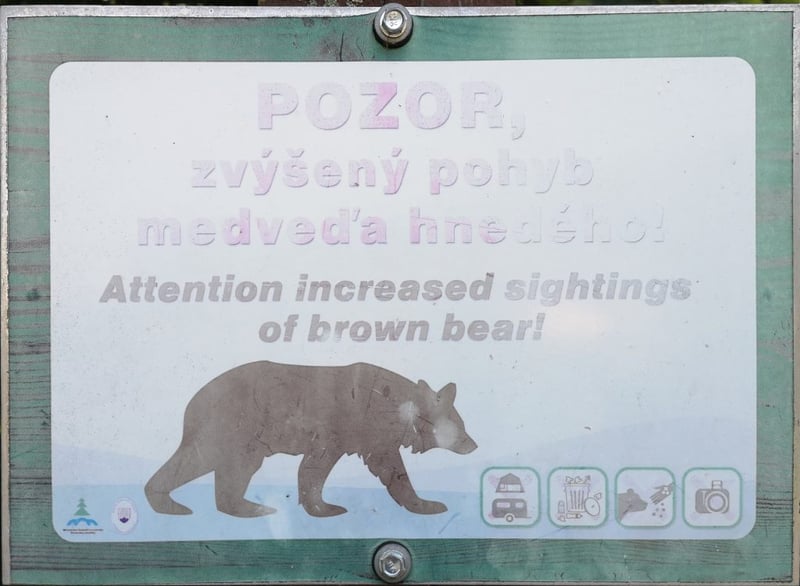 POZOR,
zvýšený pohyb
medveďa hnedého!
Attention increased sightings
of brown bear!